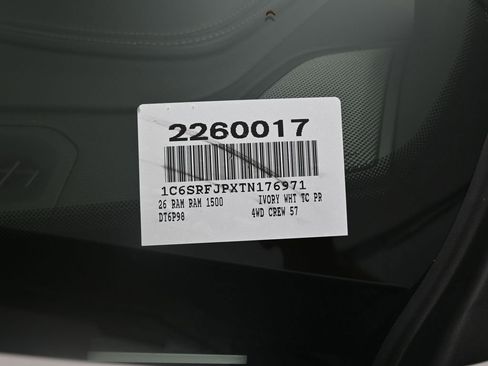 2260017
1C6SRFJPXTN176971
26 RAM RAM 1500 IVORY WHT TC PR
DT6P98 4WD CREW 57